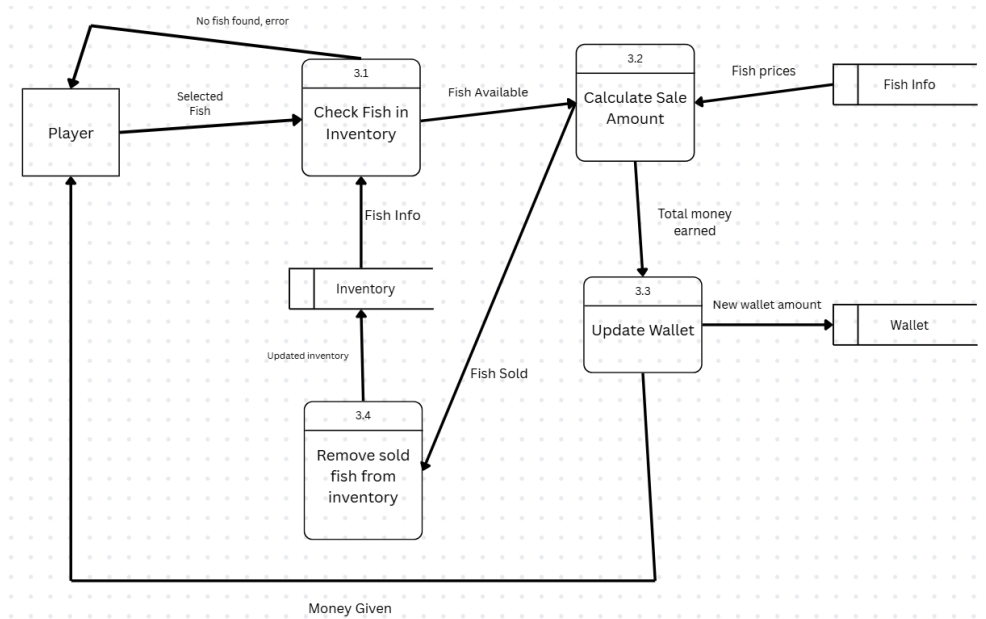 No fish found, error
Player
Selected
Fish
3.1
Check Fish in
Inventory
Fish Available
3.2
Calculate Sale
Amount
Fish prices
Fish Info
Fish Info
Inventory
Updated inventory
3.4
Remove sold
fish from
inventory
Fish Sold
Total money
earned
3.3
Update Wallet
New wallet amount
Wallet
Money Given